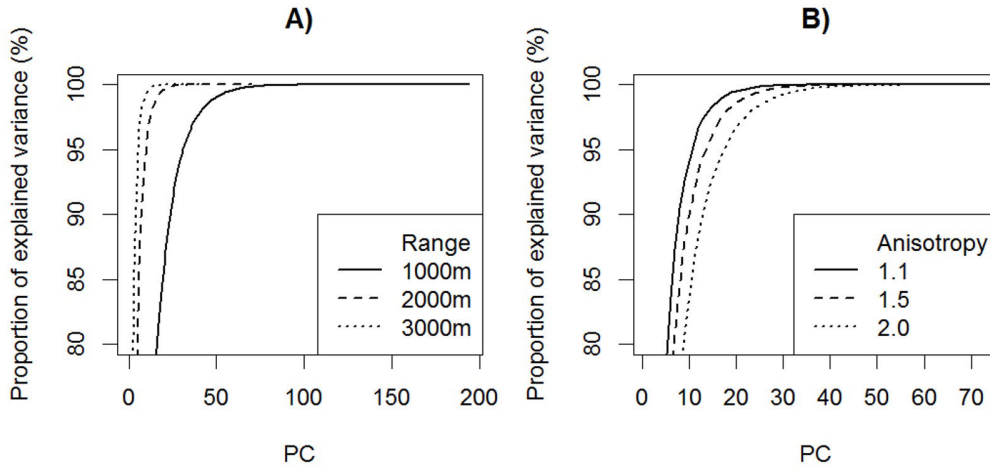 A)
Proportion of explained variance (%)
100
95
90
85
80
0 50 100 150 200
PC
Range
1000m
2000m
3000m
B)
Proportion of explained variance (%)
100
95
90
85
80
0 10 20 30 40 50 60 70
PC
Anisotropy
1.1
1.5
2.0